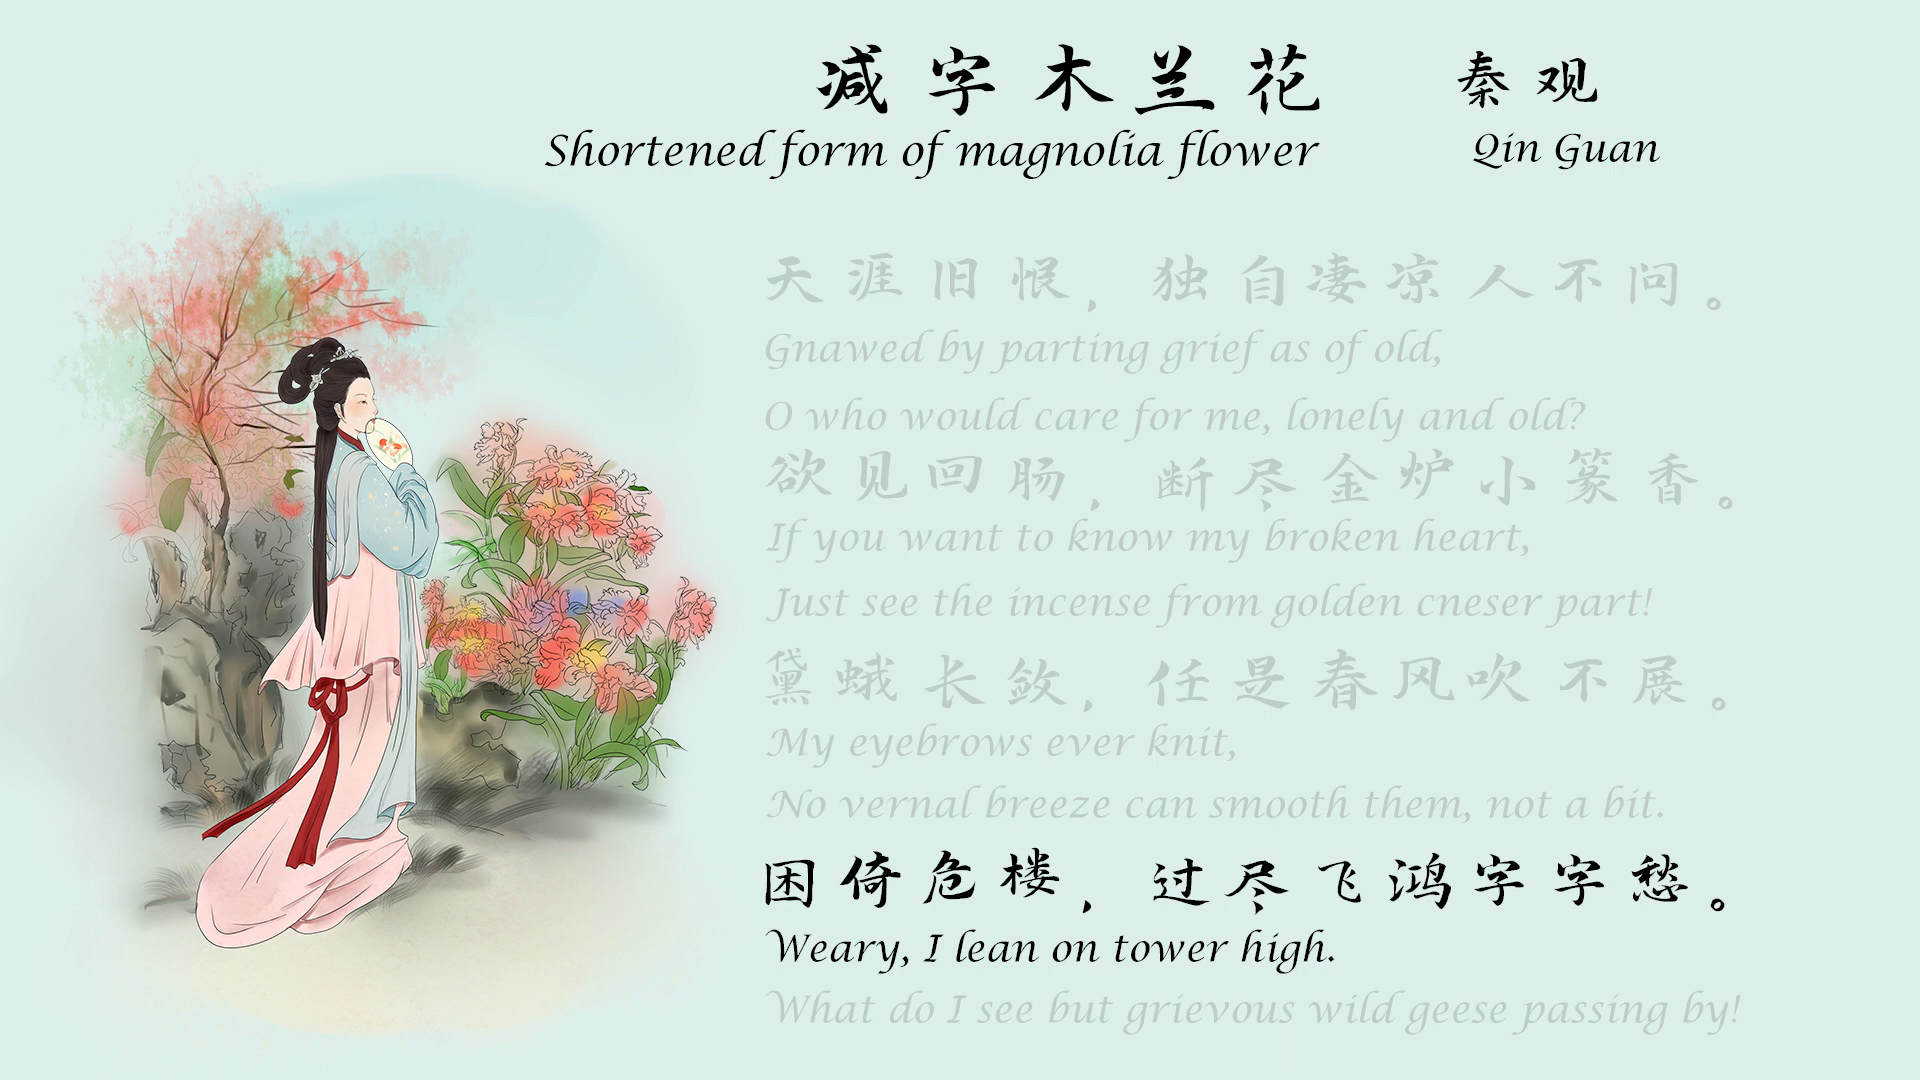 减字木兰花 秦观
Shortened form of magnolia flower Qin Guan
天涯旧恨，独自凄凉人不问。
Gnawed by parting grief as of old,
O who would care for me, lonely and old?
欲见回肠，断尽金炉小篆香。
If you want to know my broken heart,
Just see the incense from golden cneser part!
黛蛾长敛，任是春风吹不展。
My eyebrows ever knit,
No vernal breeze can smooth them, not a bit.
困倚危楼，过尽飞鸿字字愁。
Weary, I lean on tower high.
What do I see but grievous wild geese passing by!